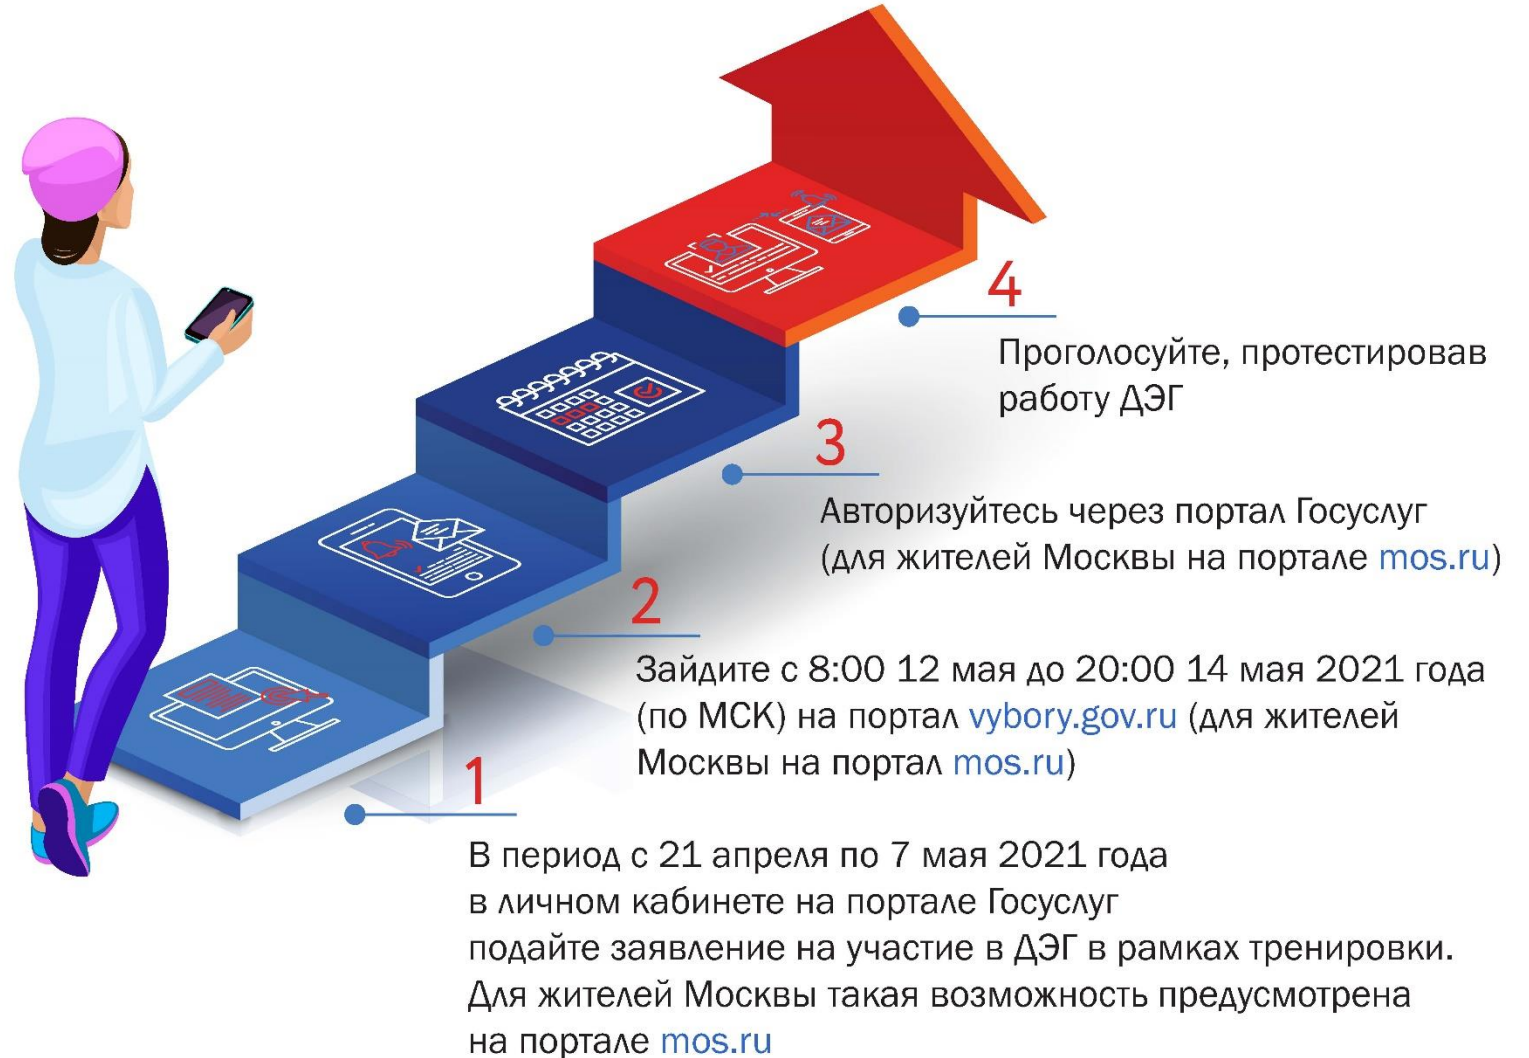 4
Проголосуйте, протестировав
работу ДЭГ
3
Авторизуйтесь через портал Госуслуг
(для жителей Москвы на портале mos.ru)
2
Зайдите с 8:00 12 мая до 20:00 14 мая 2021 года
(по МСК) на портал vybory.gov.ru (для жителей
Москвы на портал mos.ru)
1
В период с 21 апреля по 7 мая 2021 года
в личном кабинете на портале Госуслуг
подайте заявление на участие в ДЭГ в рамках тренировки.
Для жителей Москвы такая возможность предусмотрена
на портале mos.ru